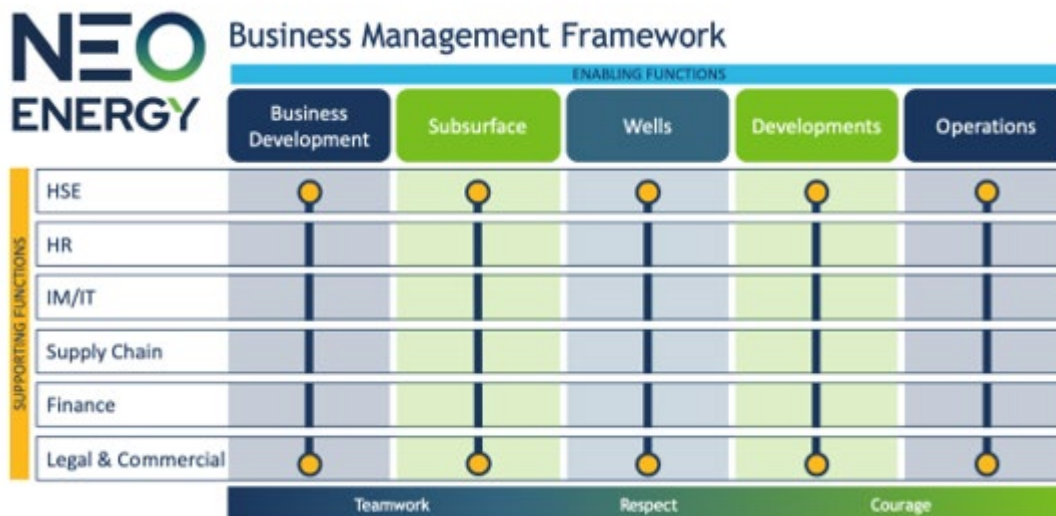 NEO
ENERGY
Business Management Framework
ENABLING FUNCTIONS
Business
Development
Subsurface
Wells
Developments
Operations
SUPPORTING FUNCTIONS
HSE
HR
IM/IT
Supply Chain
Finance
Legal & Commercial
Teamwork
Respect
Courage